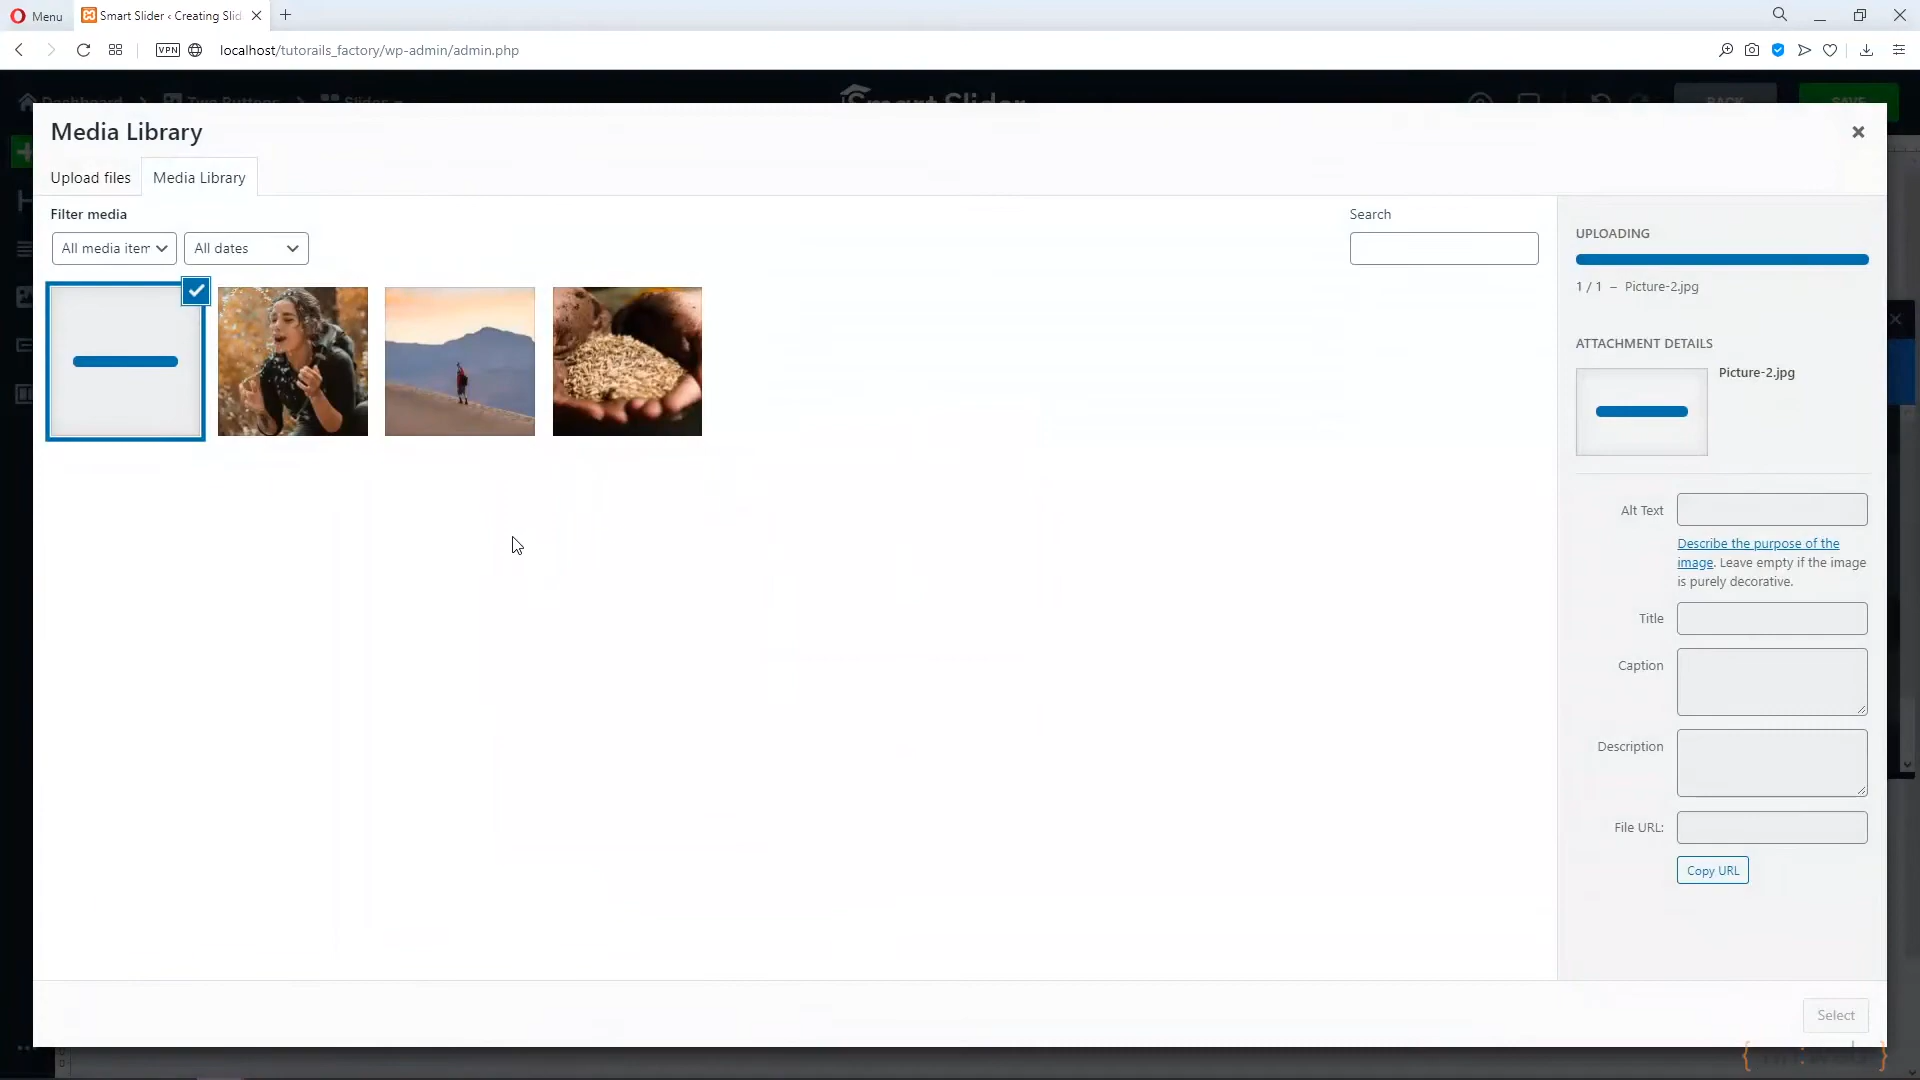 Menu
Smart Slider ‹ Creating Slid
VPN
localhost/tutorails_factory/wp-admin/admin.php
Dashboard
Two Buttons
Slides
Smart Slider
BACK
SAVE
Media Library
Upload files
Media Library
Filter media
Search
All media iter
All dates
UPLOADING
1 / 1 – Picture-2.jpg
ATTACHMENT DETAILS
Picture-2.jpg
Alt Text
Describe the purpose of the
image. Leave empty if the image
is purely decorative.
Title
Caption
Description
File URL:
Copy URL
Select